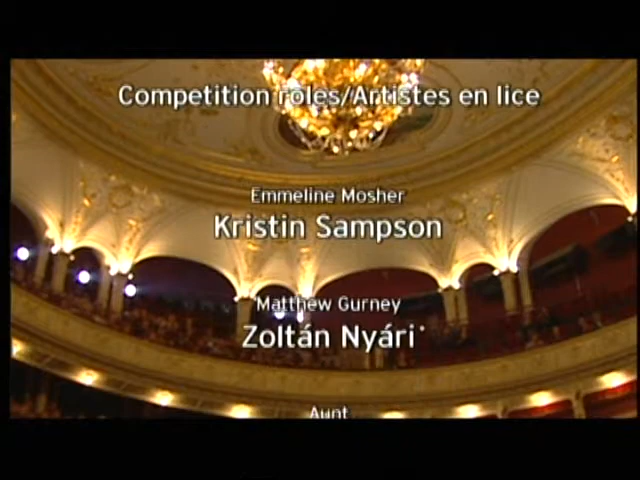 Competition roles/Artistes en lice
Emmeline Mosher
Kristin Sampson
Matthew Gurney
Zoltán Nyári*
Aunt